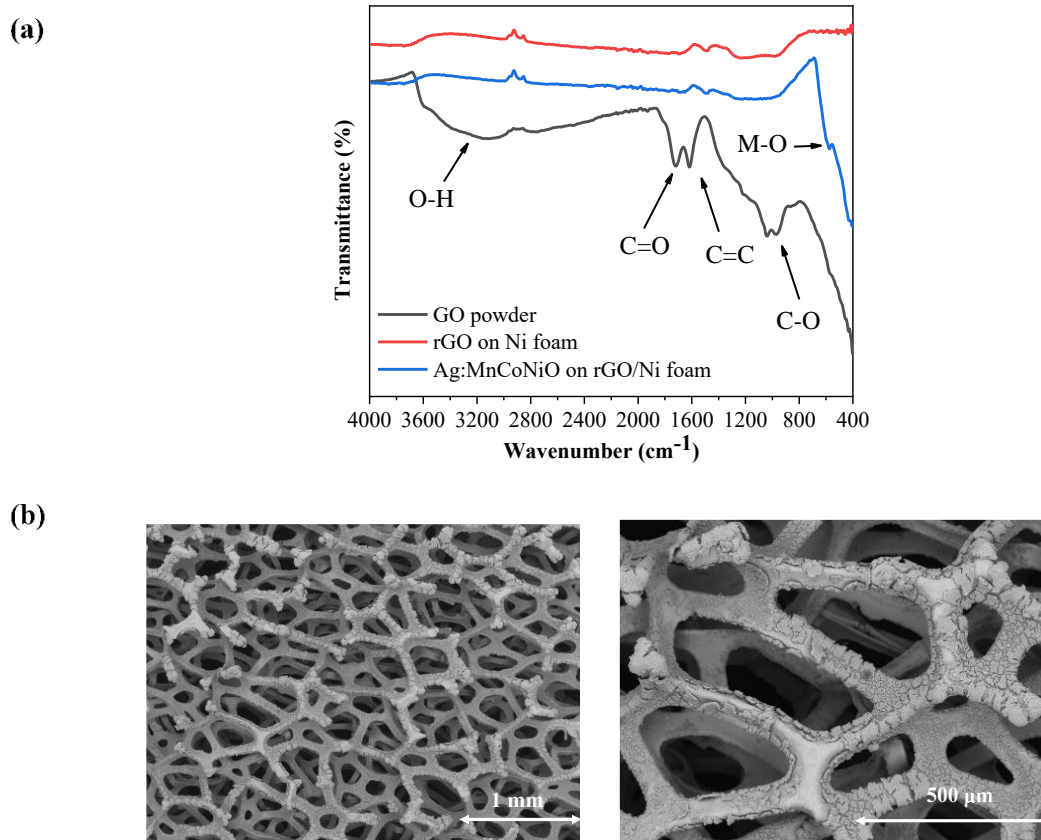 (a)
Transmittance (%)
M-O
O-H
C=O
C=C
C-O
GO powder
rGO on Ni foam
Ag:MnCoNiO on rGO/Ni foam
4000 3600 3200 2800 2400 2000 1600 1200 800 400
Wavenumber (cm-1)
(b)
1 mm
500 μm